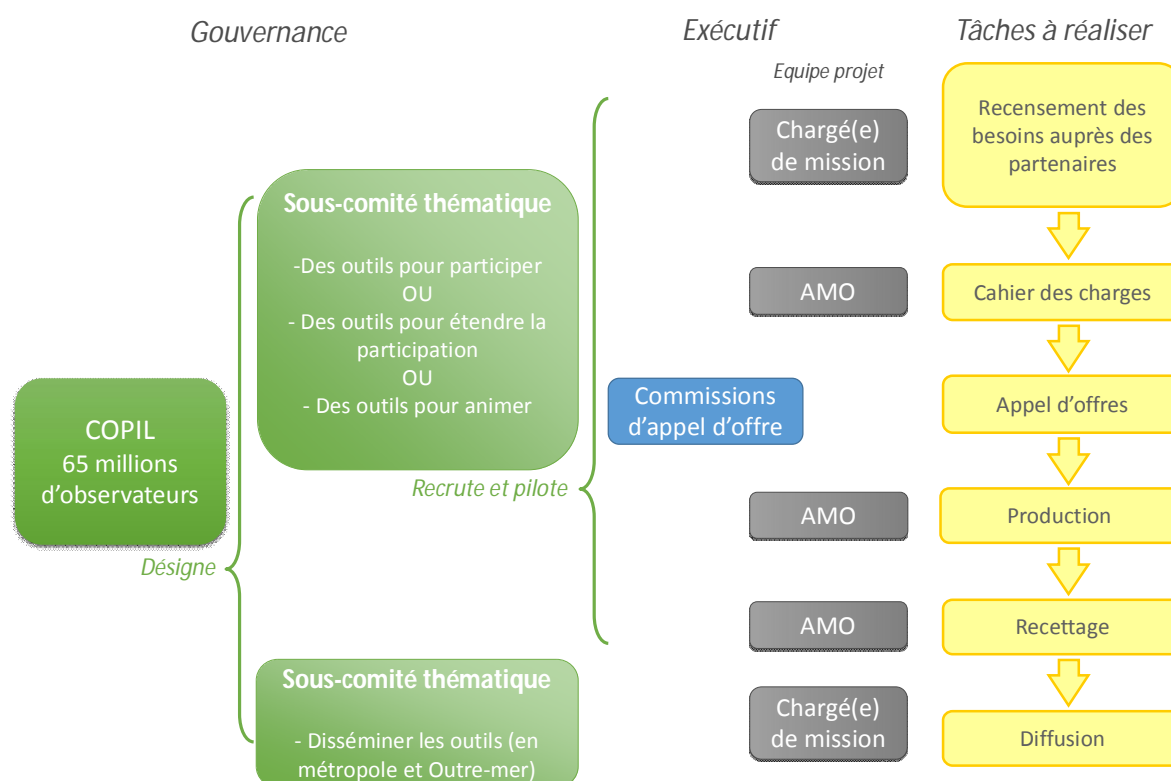 Gouvernance
Exécutif
Tâches à réaliser
Equipe projet
COPIL
65 millions
d'observateurs
Désigne
Sous-comité thématique
-Des outils pour participer
OU
- Des outils pour étendre la
participation
OU
- Des outils pour animer
Recrute et pilote
Sous-comité thématique
- Disséminer les outils (en
métropole et Outre-mer)
Chargé(e)
de mission
AMO
Commissions
d'appel d'offre
AMO
AMO
Chargé(e)
de mission
Recensement des
besoins auprès des
partenaires
Cahier des charges
Appel d'offres
Production
Recettage
Diffusion